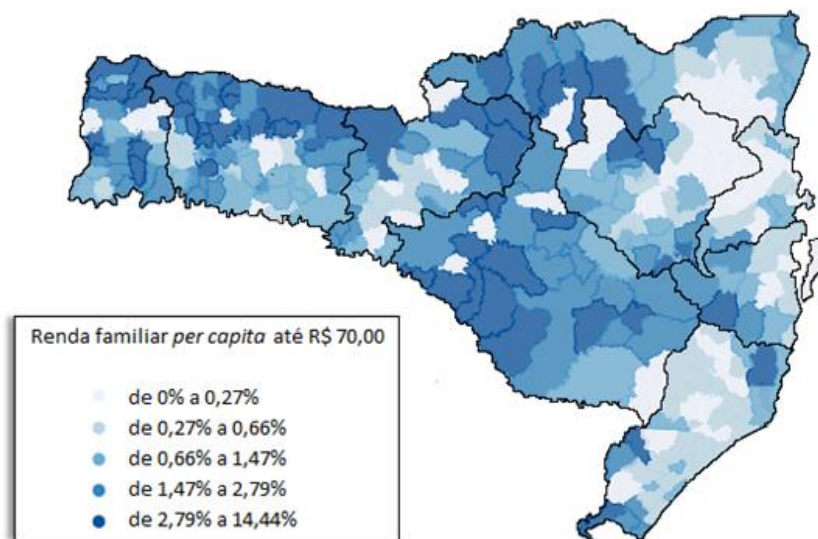 Renda familiar per capita até R$ 70,00
de 0% a 0,27%
de 0,27% a 0,66%
de 0,66% a 1,47%
de 1,47% a 2,79%
de 2,79% a 14,44%